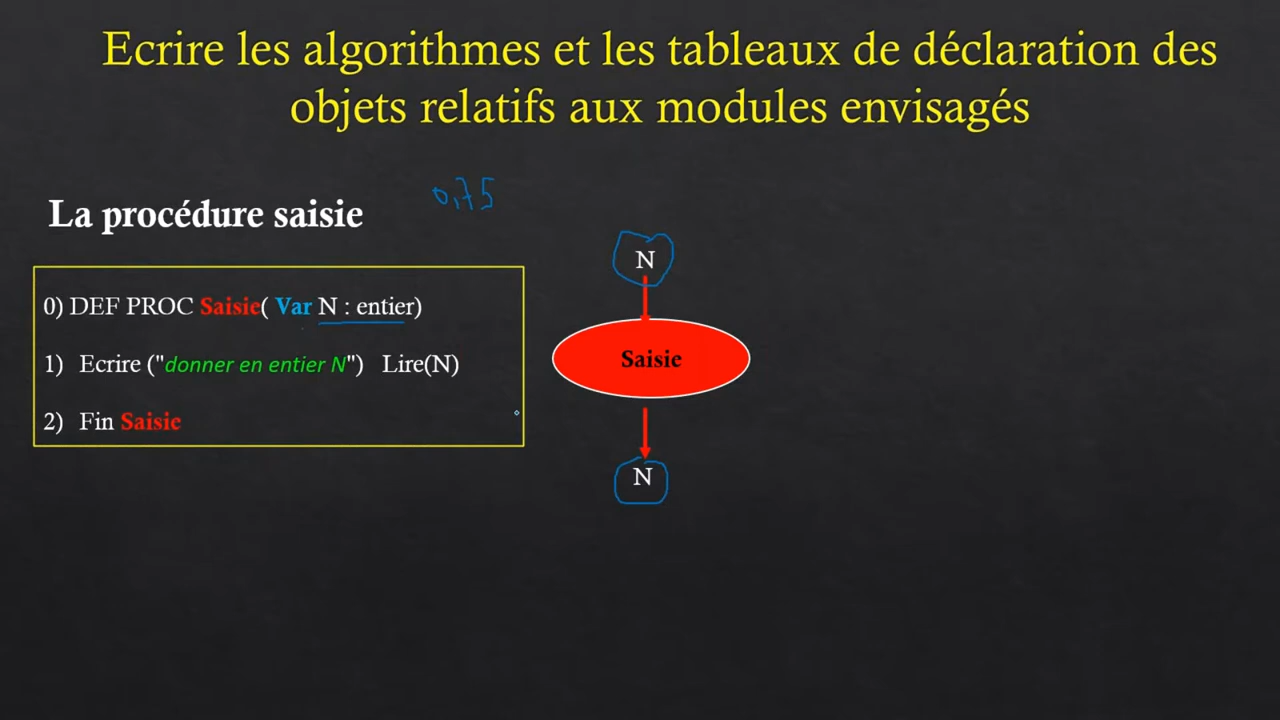 Ecrire les algorithmes et les tableaux de déclaration des
objets relatifs aux modules envisagés
La procédure saisie
0,75
0) DEF PROC Saisie( Var N : entier)
1) Ecrire ("donner en entier N") Lire(N)
2) Fin Saisie
N
Saisie
N